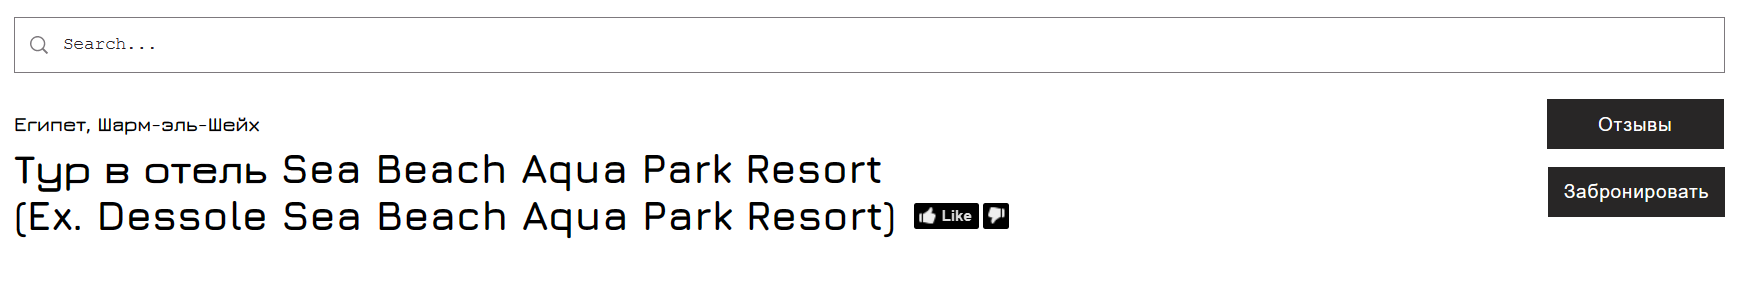 Search...
Египет, Шарм-эль-Шейх
Отзывы
Тур в отель Sea Beach Aqua Park Resort
(Ex. Dessole Sea Beach Aqua Park Resort)
Like
Забронировать